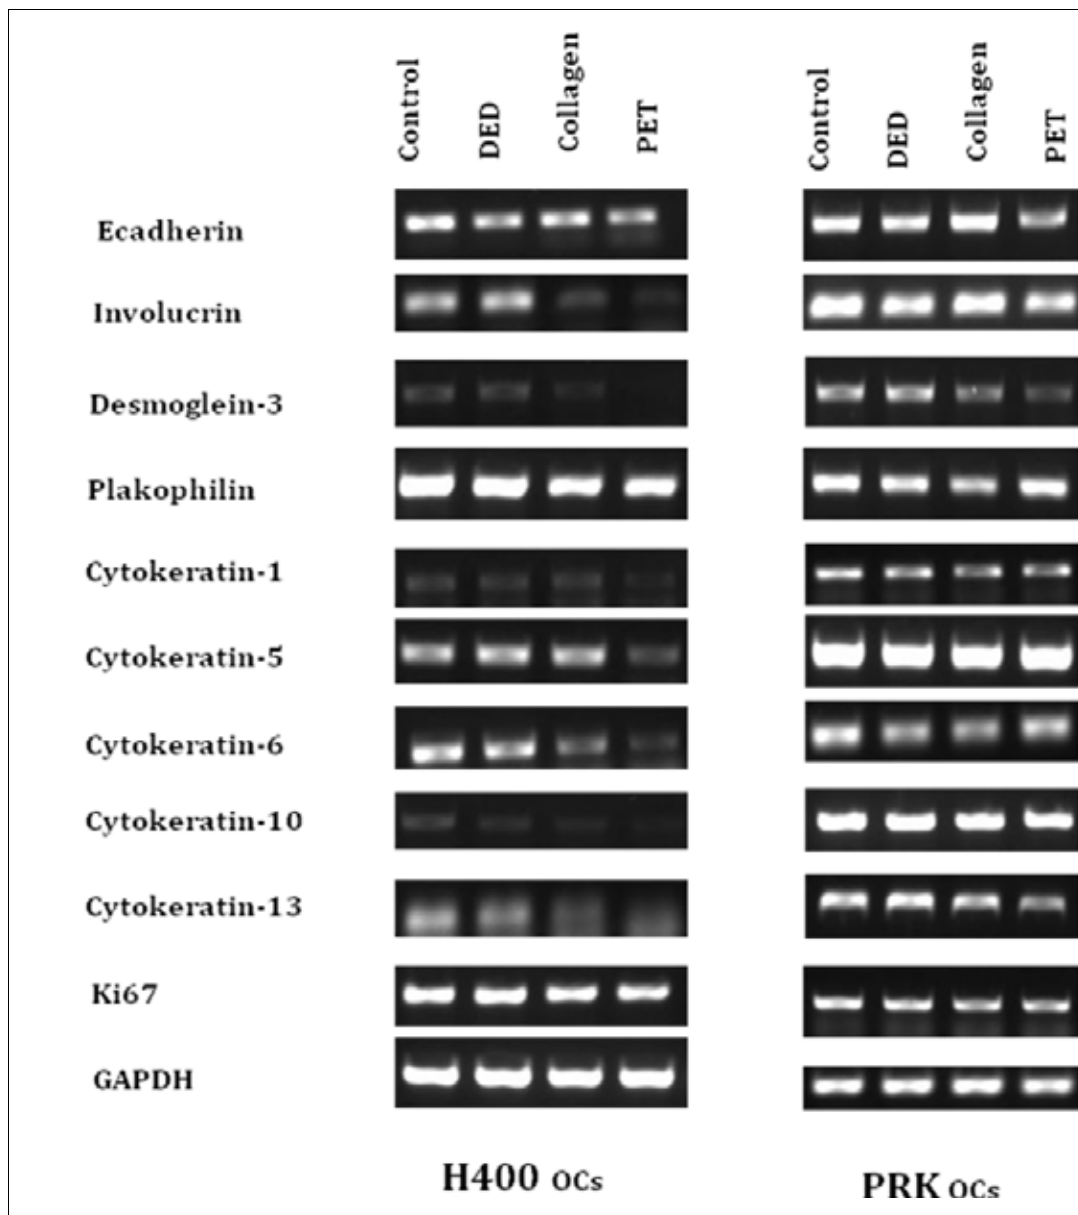 Control DED Collagen PET
Control DED Collagen PET
Ecadherin
Involucrin
Desmoglein-3
Plakophilin
Cytokeratin-1
Cytokeratin-5
Cytokeratin-6
Cytokeratin-10
Cytokeratin-13
Ki67
GAPDH
H400 OCs
PRK OCs